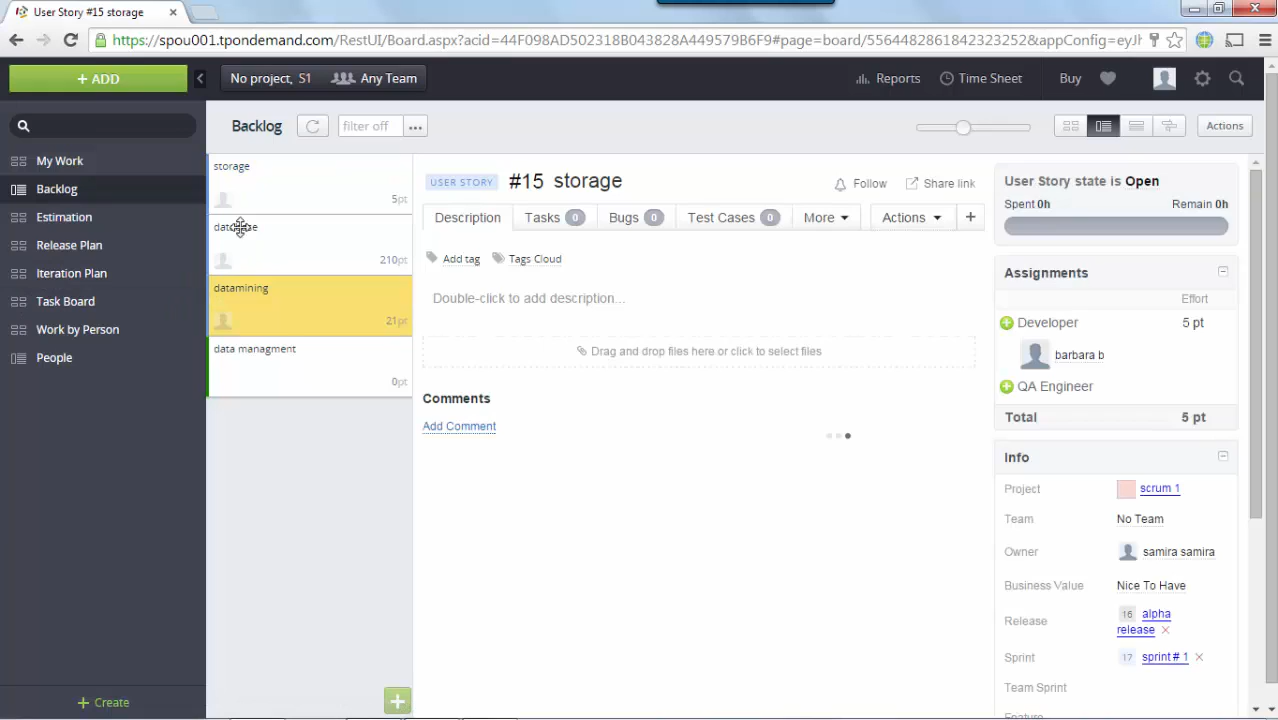 User Story #15 storage
https://spou001.tpondemand.com/RestUI/Board.aspx?acid=44F098AD502318B043828A449579B6F9#page=board/5564482861842323252&appConfig=eyJh
+ ADD
No project, S1 Any Team
Reports Time Sheet Buy
My Work
Backlog
Estimation
Release Plan
Iteration Plan
Task Board
Work by Person
People
+ Create
Backlog filter off ... Actions
storage
5pt
210pt
datamining
21pt
data managment
0pt
USER STORY #15 storage
Follow Share link
Description Tasks 0 Bugs 0 Test Cases 0 More Actions +
Add tag Tags Cloud
Double-click to add description...
Drag and drop files here or click to select files
Comments
Add Comment
User Story state is Open
Spent 0h Remain 0h
Assignments
Effort
Developer 5 pt
barbara b
QA Engineer
Total 5 pt
Info
Project scrum 1
Team No Team
Owner samira samira
Business Value Nice To Have
Release 16 alpha release
Sprint 17 sprint # 1
Team Sprint
Feature